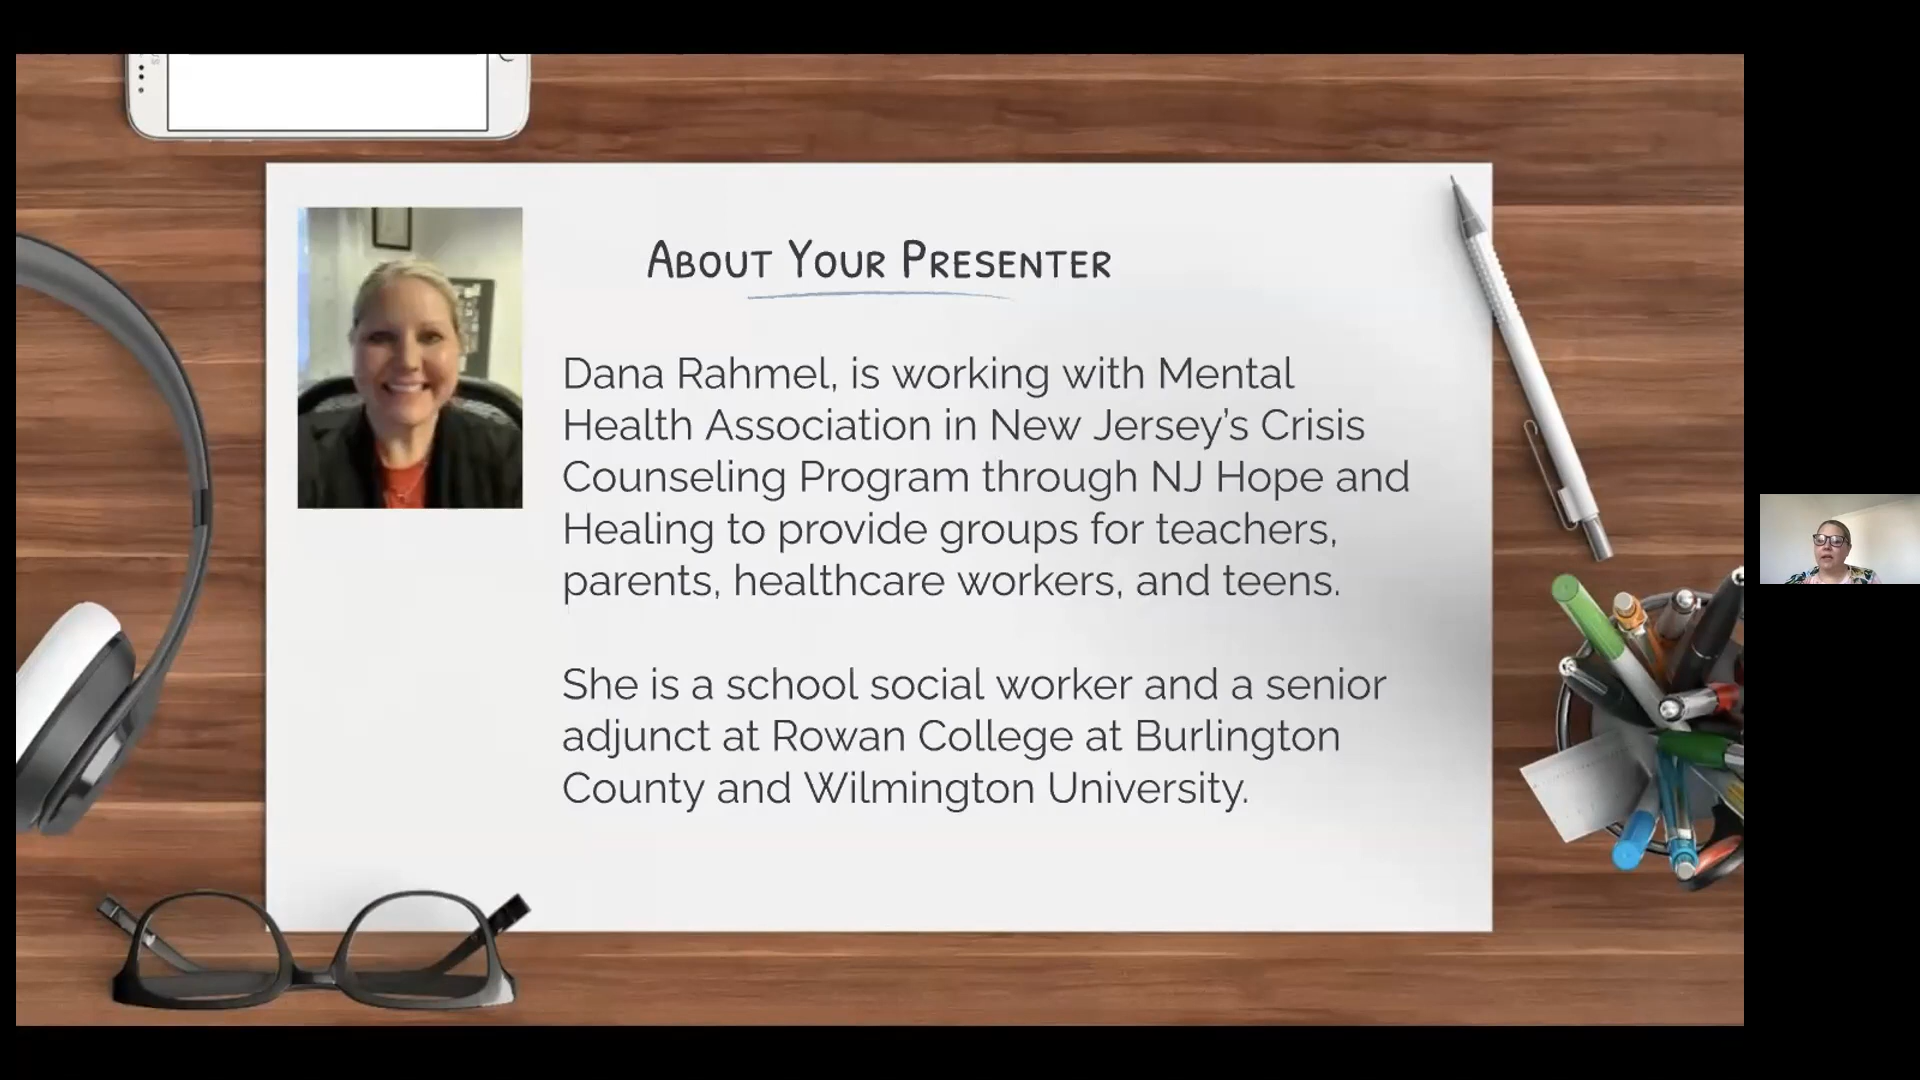 About Your Presenter
Dana Rahmel, is working with Mental
Health Association in New Jersey’s Crisis
Counseling Program through NJ Hope and
Healing to provide groups for teachers,
parents, healthcare workers, and teens.
She is a school social worker and a senior
adjunct at Rowan College at Burlington
County and Wilmington University.